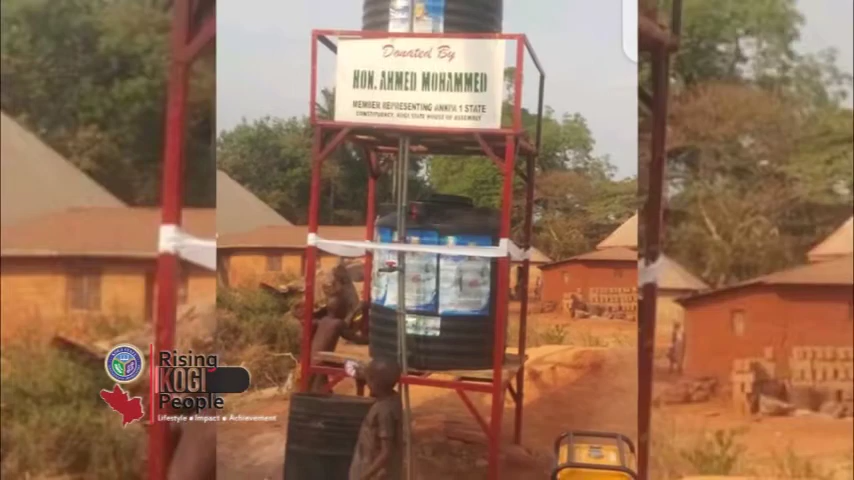 Donated By
HON. AHMED MOHAMMED
MEMBER REPRESENTING ANKPA 1 STATE
CONSTITUENCY, KOGI STATE HOUSE OF ASSEMBLY
Rising
KOGI
People
Lifestyle Impact Achievement